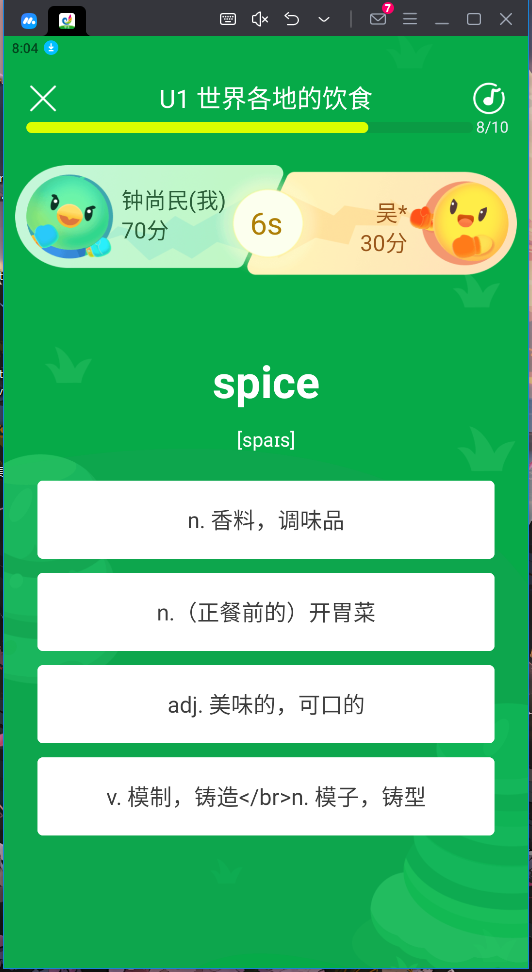 7
8:04
U1 世界各地的饮食
8/10
钟尚民(我)
70分
6s
吴*
30分
spice
[spaɪs]
n. 香料，调味品
n.（正餐前的）开胃菜
adj. 美味的，可口的
v. 模制，铸造</br>n. 模子，铸型